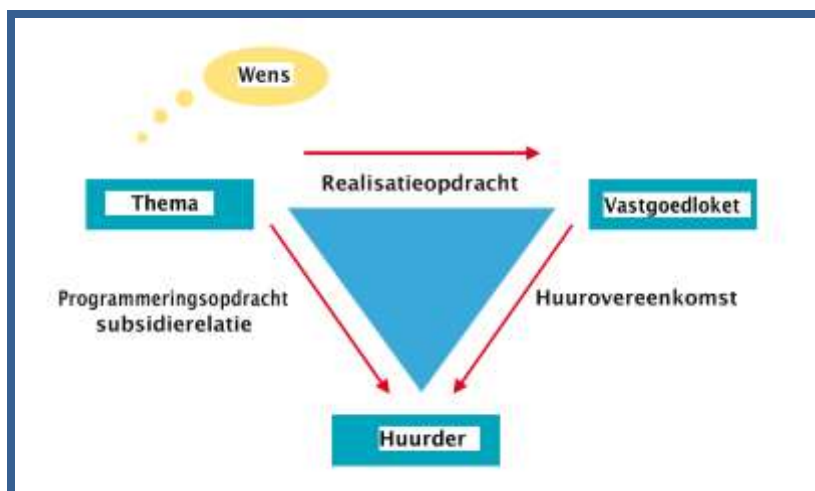 Wens
Realisatieopdracht
Thema
Vastgoedloket
Programmeringsopdracht
subsidierelatie
Huurovereenkomst
Huurder